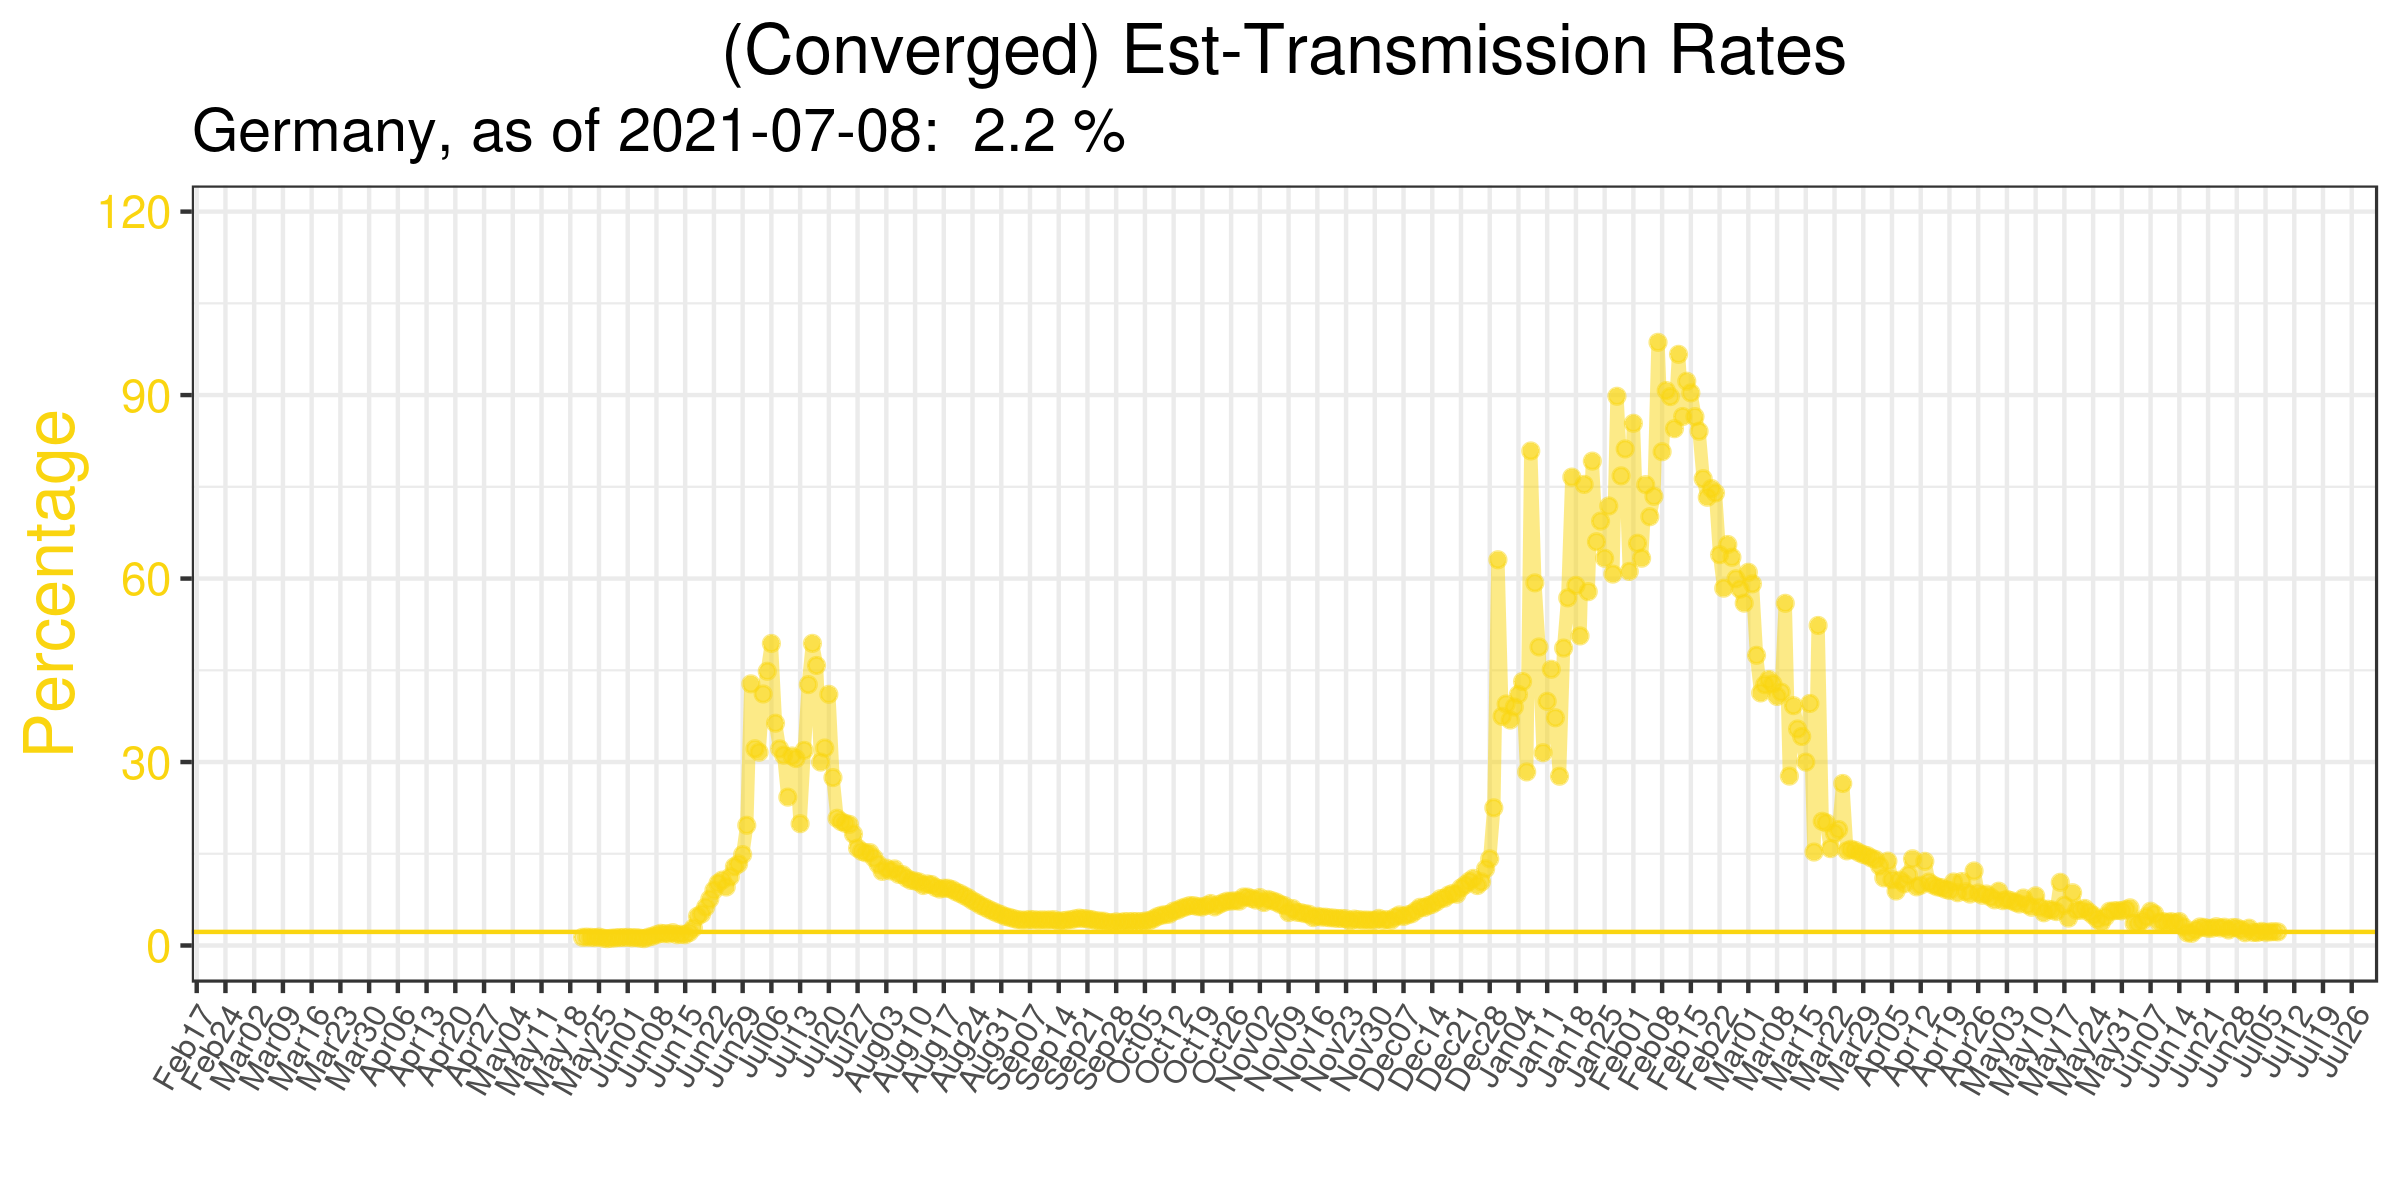 (Converged) Est-Transmission Rates
Germany, as of 2021-07-08:  2.2 %
Percentage
120
90
60
30
0
Feb17
Feb24
Mar02
Mar09
Mar16
Mar23
Mar30
Apr06
Apr13
Apr20
Apr27
May04
May11
May18
May25
Jun01
Jun08
Jun15
Jun22
Jun29
Jul06
Jul13
Jul20
Jul27
Aug03
Aug10
Aug17
Aug24
Aug31
Sep07
Sep14
Sep21
Sep28
Oct05
Oct12
Oct19
Oct26
Nov02
Nov09
Nov16
Nov23
Nov30
Dec07
Dec14
Dec21
Dec28
Jan04
Jan11
Jan18
Jan25
Feb01
Feb08
Feb15
Feb22
Mar01
Mar08
Mar15
Mar22
Mar29
Apr05
Apr12
Apr19
Apr26
May03
May10
May17
May24
May31
Jun07
Jun14
Jun21
Jun28
Jul05
Jul12
Jul19
Jul26